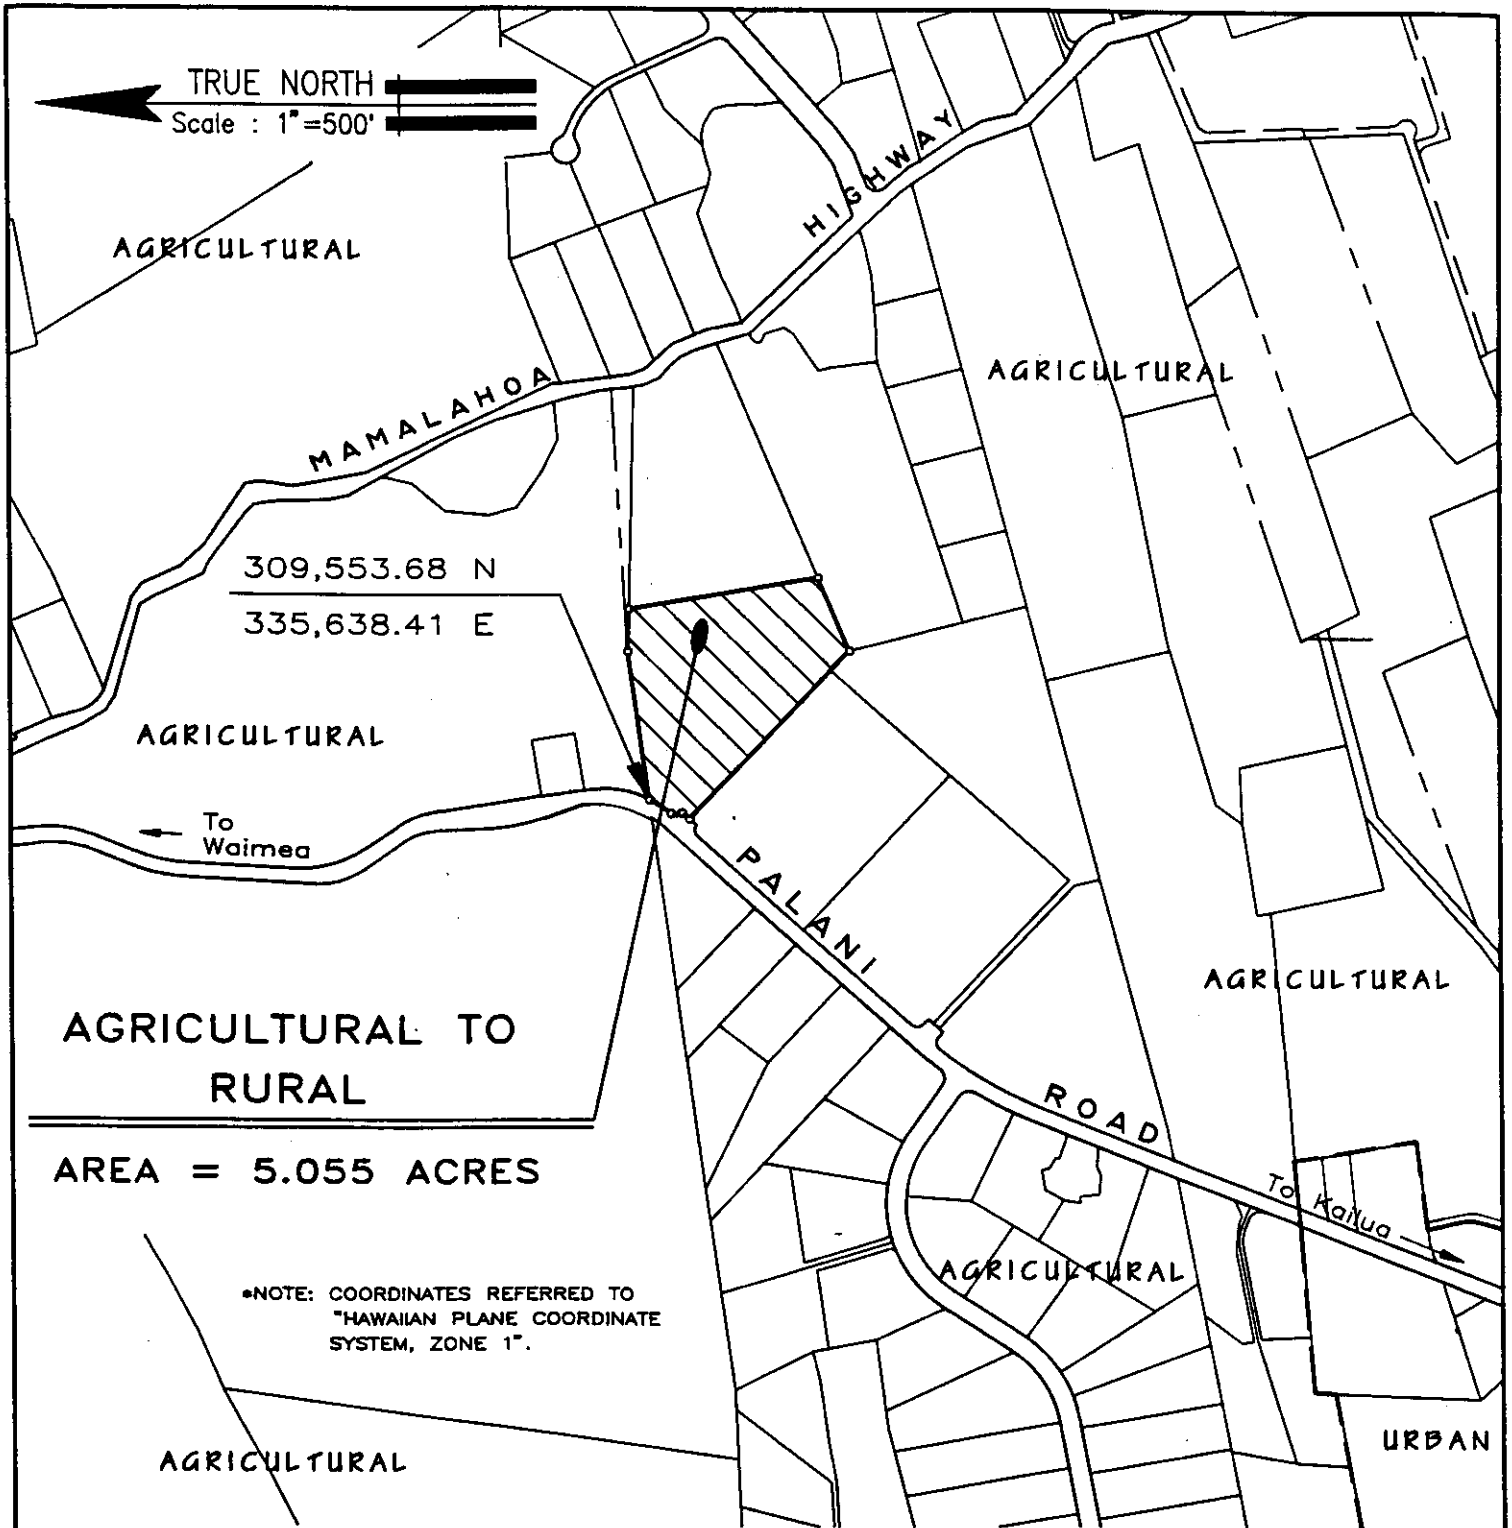 TRUE NORTH
Scale : 1"=500'
AGRICULTURAL
HIGHWAY
MAMALAHOA
AGRICULTURAL
309,553.68 N
335,638.41 E
AGRICULTURAL
To
Waimea
PALANI
AGRICULTURAL
AGRICULTURAL TO
RURAL
ROAD
AREA = 5.055 ACRES
To Kailua
AGRICULTURAL
*NOTE: COORDINATES REFERRED TO
"HAWAIIAN PLANE COORDINATE
SYSTEM, ZONE 1".
URBAN
AGRICULTURAL